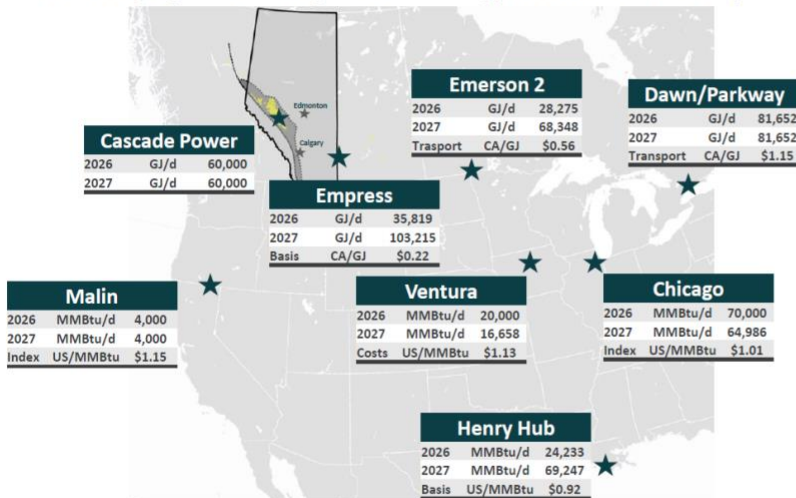 Edmonton
Calgary
Cascade Power
2026 GJ/d 60,000
2027 GJ/d 60,000
Emerson 2
2026 GJ/d 28,275
2027 GJ/d 68,348
Trasport CA/GJ $0.56
Dawn/Parkway
2026 GJ/d 81,652
2027 GJ/d 81,652
Transport CA/GJ $1.15
Empress
2026 GJ/d 35,819
2027 GJ/d 103,215
Basis CA/GJ $0.22
Malin
2026 MMBtu/d 4,000
2027 MMBtu/d 4,000
Index US/MMBtu $1.15
Ventura
2026 MMBtu/d 20,000
2027 MMBtu/d 16,658
Costs US/MMBtu $1.13
Chicago
2026 MMBtu/d 70,000
2027 MMBtu/d 64,986
Index US/MMBtu $1.01
Henry Hub
2026 MMBtu/d 24,233
2027 MMBtu/d 69,247
Basis US/MMBtu $0.92